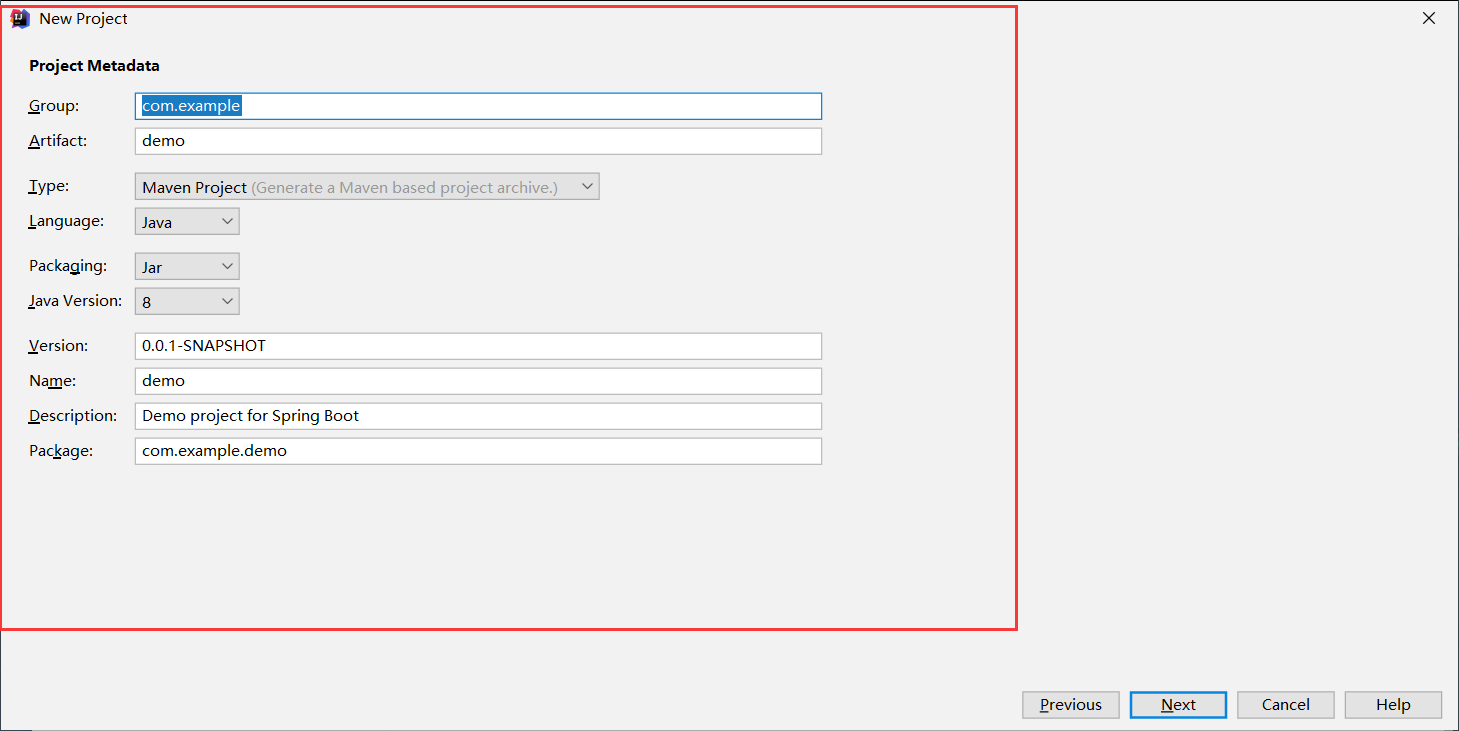 New Project
Project Metadata
Group: com.example
Artifact: demo
Type: Maven Project (Generate a Maven based project archive.)
Language: Java
Packaging: Jar
Java Version: 8
Version: 0.0.1-SNAPSHOT
Name: demo
Description: Demo project for Spring Boot
Package: com.example.demo
Previous Next Cancel Help